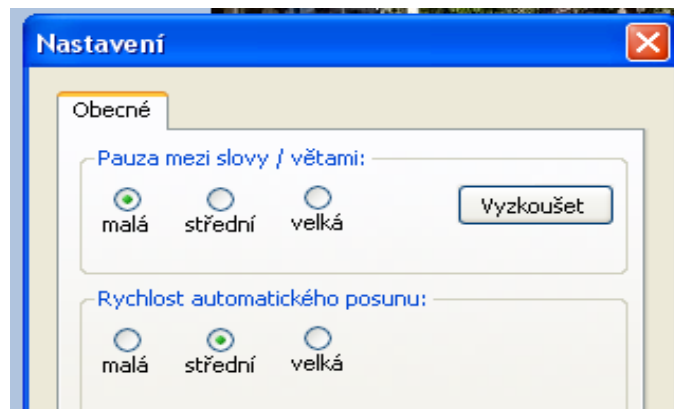 Nastavení
Obecné
Pauza mezi slovy / větami:
malá střední velká Vyzkoušet
Rychlost automatického posunu:
malá střední velká